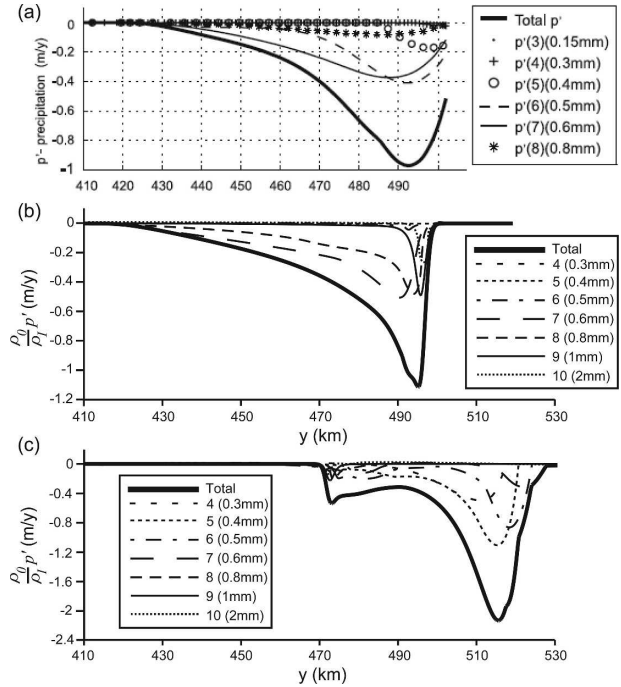 (a)
0
-0.2
-0.4
-0.6
-0.8
-1
p'- precipitation (m/y)
410 420 430 440 450 460 470 480 490
Total p'
p'(3)(0.15mm)
p'(4)(0.3mm)
p'(5)(0.4mm)
p'(6)(0.5mm)
p'(7)(0.6mm)
p'(8)(0.8mm)
(b)
0
-0.2
-0.4
-0.6
-0.8
-1
-1.2
ρ0/ρl p' (m/y)
410 430 450 470 490 510
y (km)
Total
4 (0.3mm)
5 (0.4mm)
6 (0.5mm)
7 (0.6mm)
8 (0.8mm)
9 (1mm)
10 (2mm)
(c)
0
-0.4
-0.8
-1.2
-1.6
-2
-2.4
ρ0/ρl p' (m/y)
410 430 450 470 490 510 530
y (km)
Total
4 (0.3mm)
5 (0.4mm)
6 (0.5mm)
7 (0.6mm)
8 (0.8mm)
9 (1mm)
10 (2mm)